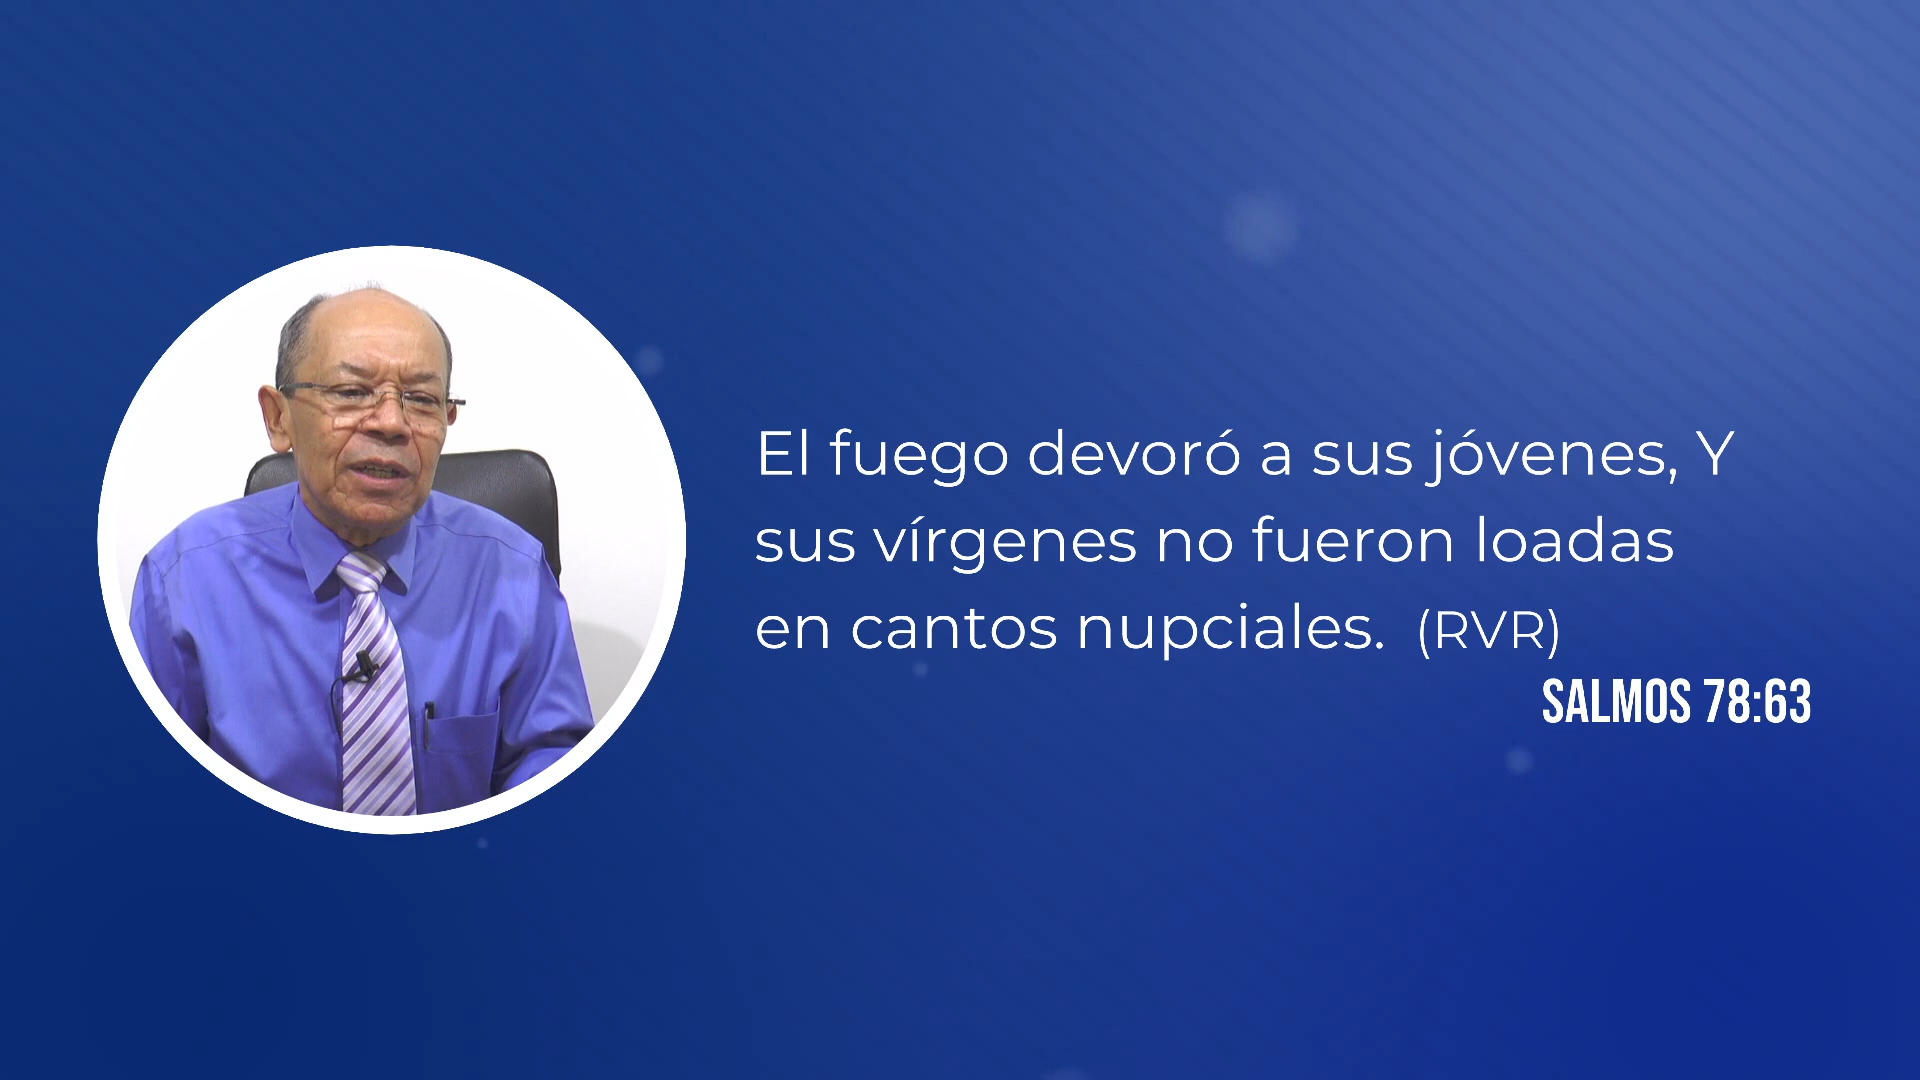 El fuego devoró a sus jóvenes, Y
sus vírgenes no fueron loadas
en cantos nupciales. (RVR)
SALMOS 78:63